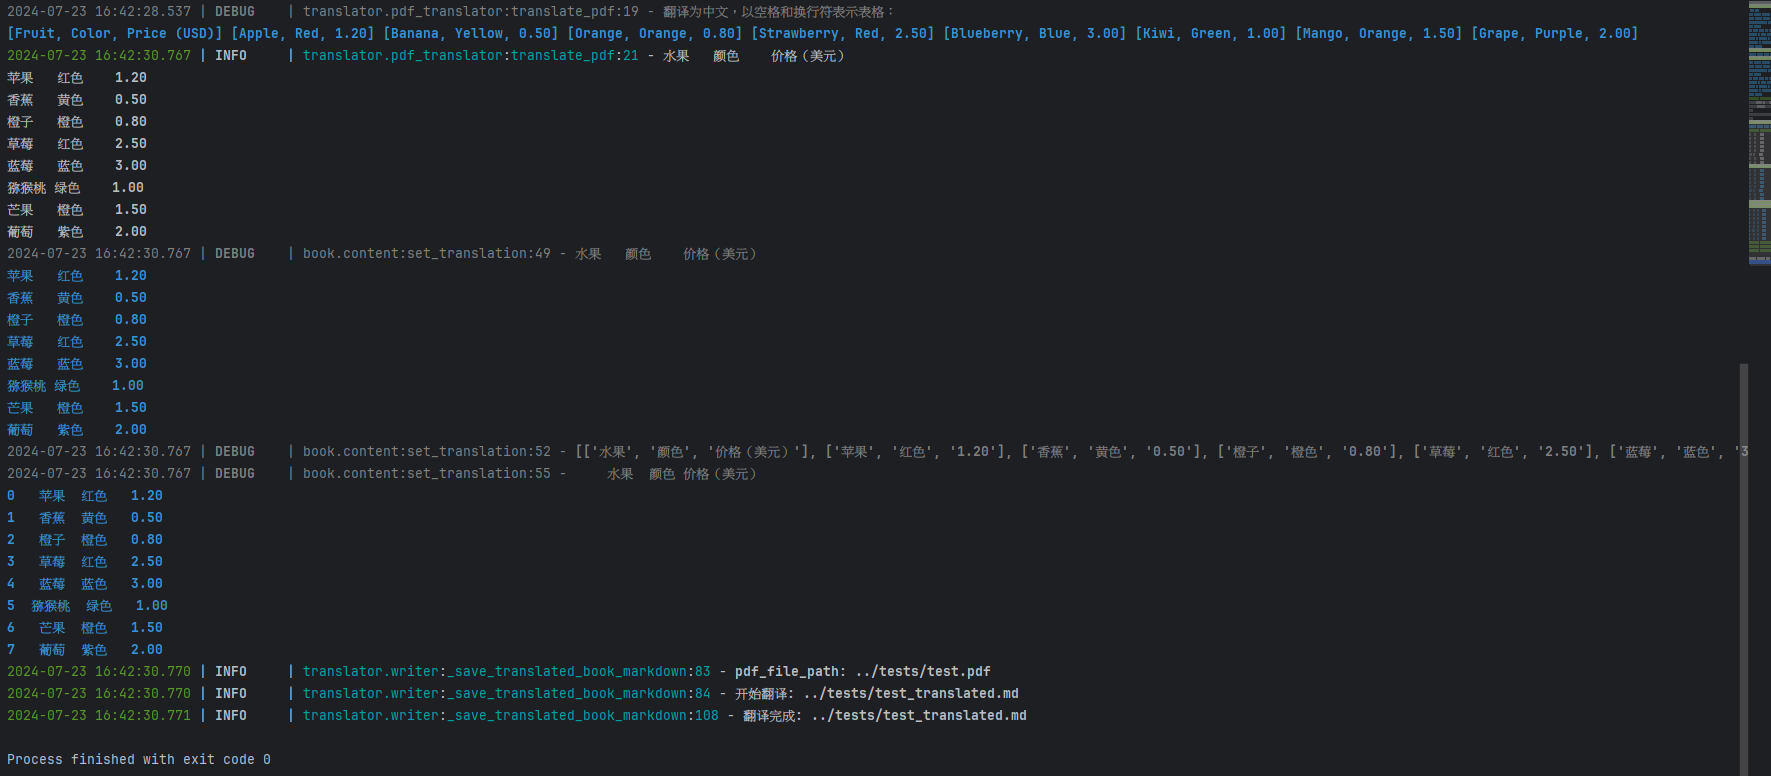 2024-07-23 16:42:28.537 | DEBUG    | translator.pdf_translator:translate_pdf:19 - 翻译为中文，以空格和换行符表示表格：
[Fruit, Color, Price (USD)] [Apple, Red, 1.20] [Banana, Yellow, 0.50] [Orange, Orange, 0.80] [Strawberry, Red, 2.50] [Blueberry, Blue, 3.00] [Kiwi, Green, 1.00] [Mango, Orange, 1.50] [Grape, Purple, 2.00]
2024-07-23 16:42:30.767 | INFO     | translator.pdf_translator:translate_pdf:21 - 水果   颜色    价格（美元）
苹果   红色    1.20
香蕉   黄色    0.50
橙子   橙色    0.80
草莓   红色    2.50
蓝莓   蓝色    3.00
猕猴桃 绿色    1.00
芒果   橙色    1.50
葡萄   紫色    2.00
2024-07-23 16:42:30.767 | DEBUG    | book.content:set_translation:49 - 水果   颜色    价格（美元）
苹果   红色    1.20
香蕉   黄色    0.50
橙子   橙色    0.80
草莓   红色    2.50
蓝莓   蓝色    3.00
猕猴桃 绿色    1.00
芒果   橙色    1.50
葡萄   紫色    2.00
2024-07-23 16:42:30.767 | DEBUG    | book.content:set_translation:52 - [['水果', '颜色', '价格（美元）'], ['苹果', '红色', '1.20'], ['香蕉', '黄色', '0.50'], ['橙子', '橙色', '0.80'], ['草莓', '红色', '2.50'], ['蓝莓', '蓝色', '3
2024-07-23 16:42:30.767 | DEBUG    | book.content:set_translation:55 -     水果  颜色 价格（美元）
0   苹果  红色   1.20
1   香蕉  黄色   0.50
2   橙子  橙色   0.80
3   草莓  红色   2.50
4   蓝莓  蓝色   3.00
5  猕猴桃  绿色   1.00
6   芒果  橙色   1.50
7   葡萄  紫色   2.00
2024-07-23 16:42:30.770 | INFO     | translator.writer:_save_translated_book_markdown:83 - pdf_file_path: ../tests/test.pdf
2024-07-23 16:42:30.770 | INFO     | translator.writer:_save_translated_book_markdown:84 - 开始翻译: ../tests/test_translated.md
2024-07-23 16:42:30.771 | INFO     | translator.writer:_save_translated_book_markdown:108 - 翻译完成: ../tests/test_translated.md
Process finished with exit code 0